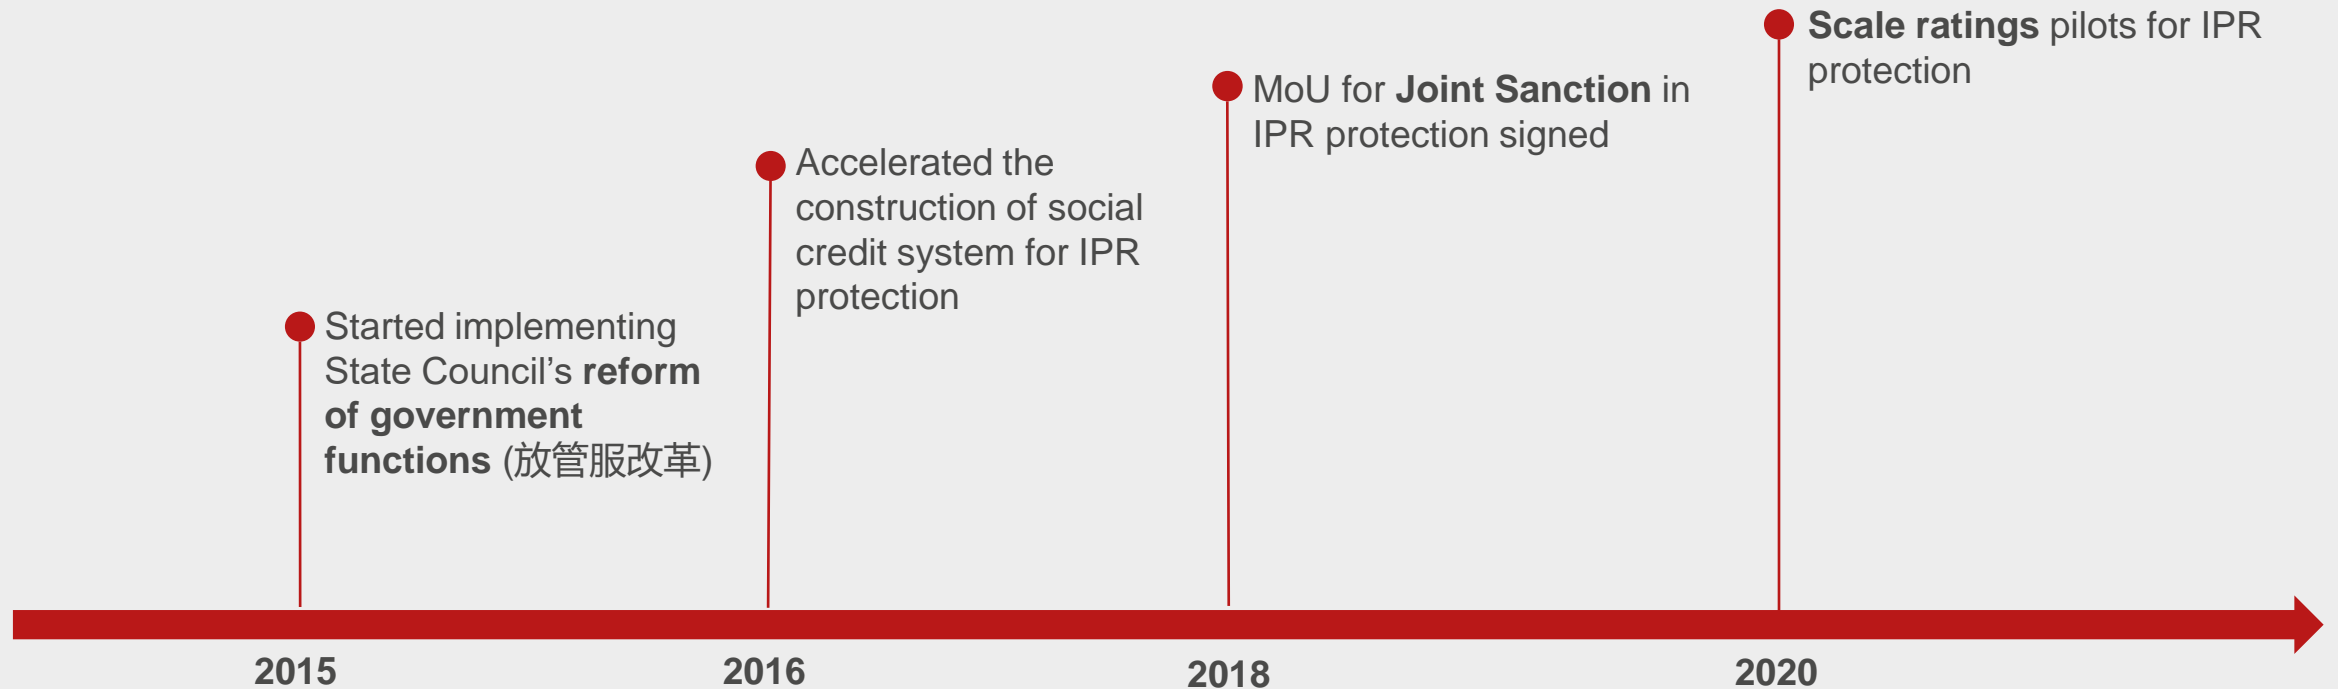 Started implementing
State Council’s reform
of government
functions (放管服改革)
Accelerated the
construction of social
credit system for IPR
protection
MoU for Joint Sanction in
IPR protection signed
Scale ratings pilots for IPR
protection
2015
2016
2018
2020